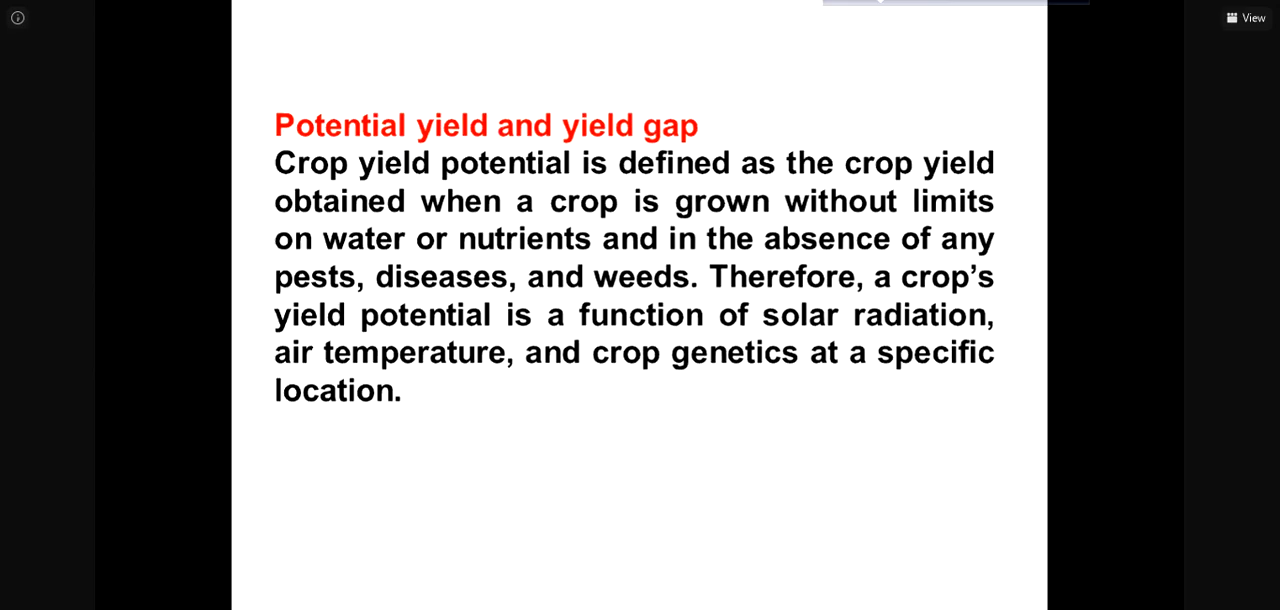 View
Potential yield and yield gap
Crop yield potential is defined as the crop yield
obtained when a crop is grown without limits
on water or nutrients and in the absence of any
pests, diseases, and weeds. Therefore, a crop’s
yield potential is a function of solar radiation,
air temperature, and crop genetics at a specific
location.